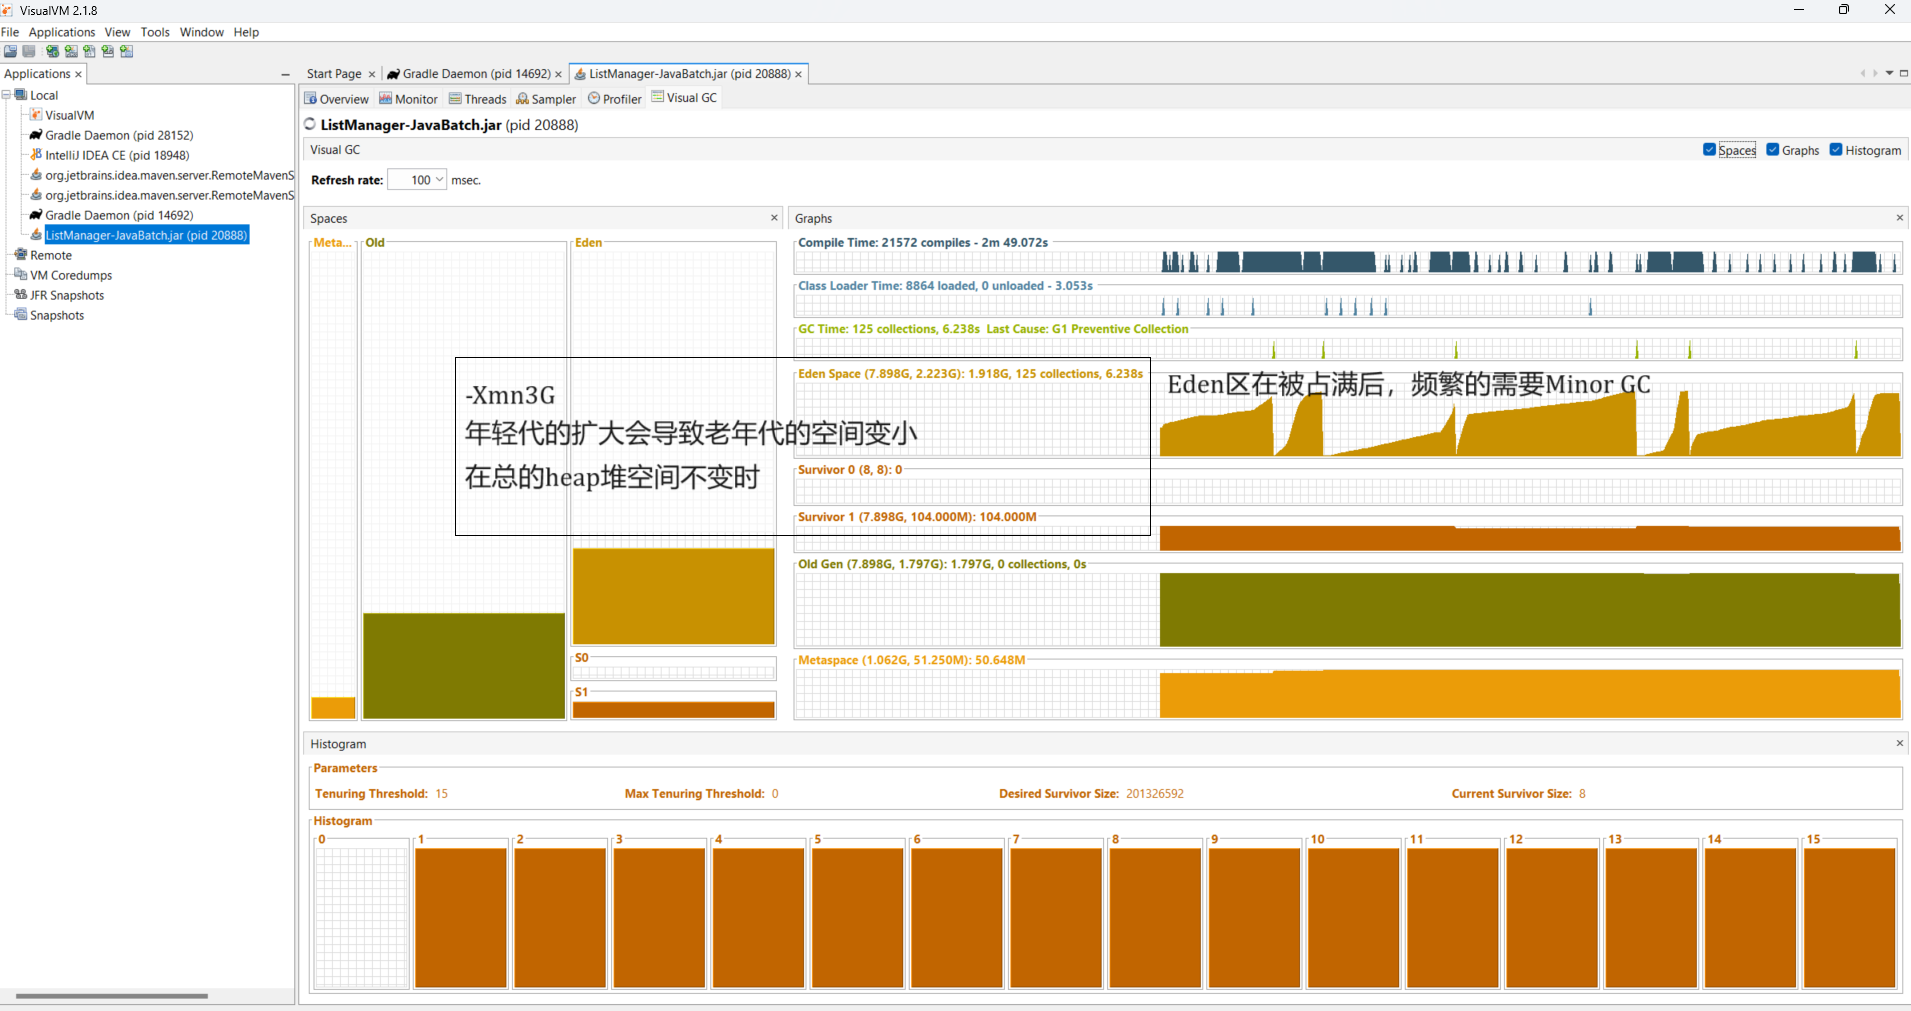 VisualVM 2.1.8
File Applications View Tools Window Help
Applications
Start Page
Gradle Daemon (pid 14692)
ListManager-JavaBatch.jar (pid 20888)
Local
VisualVM
Gradle Daemon (pid 28152)
IntelliJ IDEA CE (pid 18948)
org.jetbrains.idea.maven.server.RemoteMavenS
org.jetbrains.idea.maven.server.RemoteMavenS
Gradle Daemon (pid 14692)
ListManager-JavaBatch.jar (pid 20888)
Remote
VM Coredumps
JFR Snapshots
Snapshots
Overview Monitor Threads Sampler Profiler Visual GC
ListManager-JavaBatch.jar (pid 20888)
Visual GC
Spaces Graphs Histogram
Refresh rate: 100 msec.
Spaces
Meta... Old Eden
S0
S1
-Xmn3G
年轻代的扩大会导致老年代的空间变小
在总的heap堆空间不变时
Graphs
Compile Time: 21572 compiles - 2m 49.072s
Class Loader Time: 8864 loaded, 0 unloaded - 3.053s
GC Time: 125 collections, 6.238s Last Cause: G1 Preventive Collection
Eden Space (7.898G, 2.223G): 1.918G, 125 collections, 6.238s
Eden区在被占满后，频繁的需要Minor GC
Survivor 0 (8, 8): 0
Survivor 1 (7.898G, 104.000M): 104.000M
Old Gen (7.898G, 1.797G): 1.797G, 0 collections, 0s
Metaspace (1.062G, 51.250M): 50.648M
Histogram
Parameters
Tenuring Threshold: 15 Max Tenuring Threshold: 0 Desired Survivor Size: 201326592 Current Survivor Size: 8
Histogram
0 1 2 3 4 5 6 7 8 9 10 11 12 13 14 15